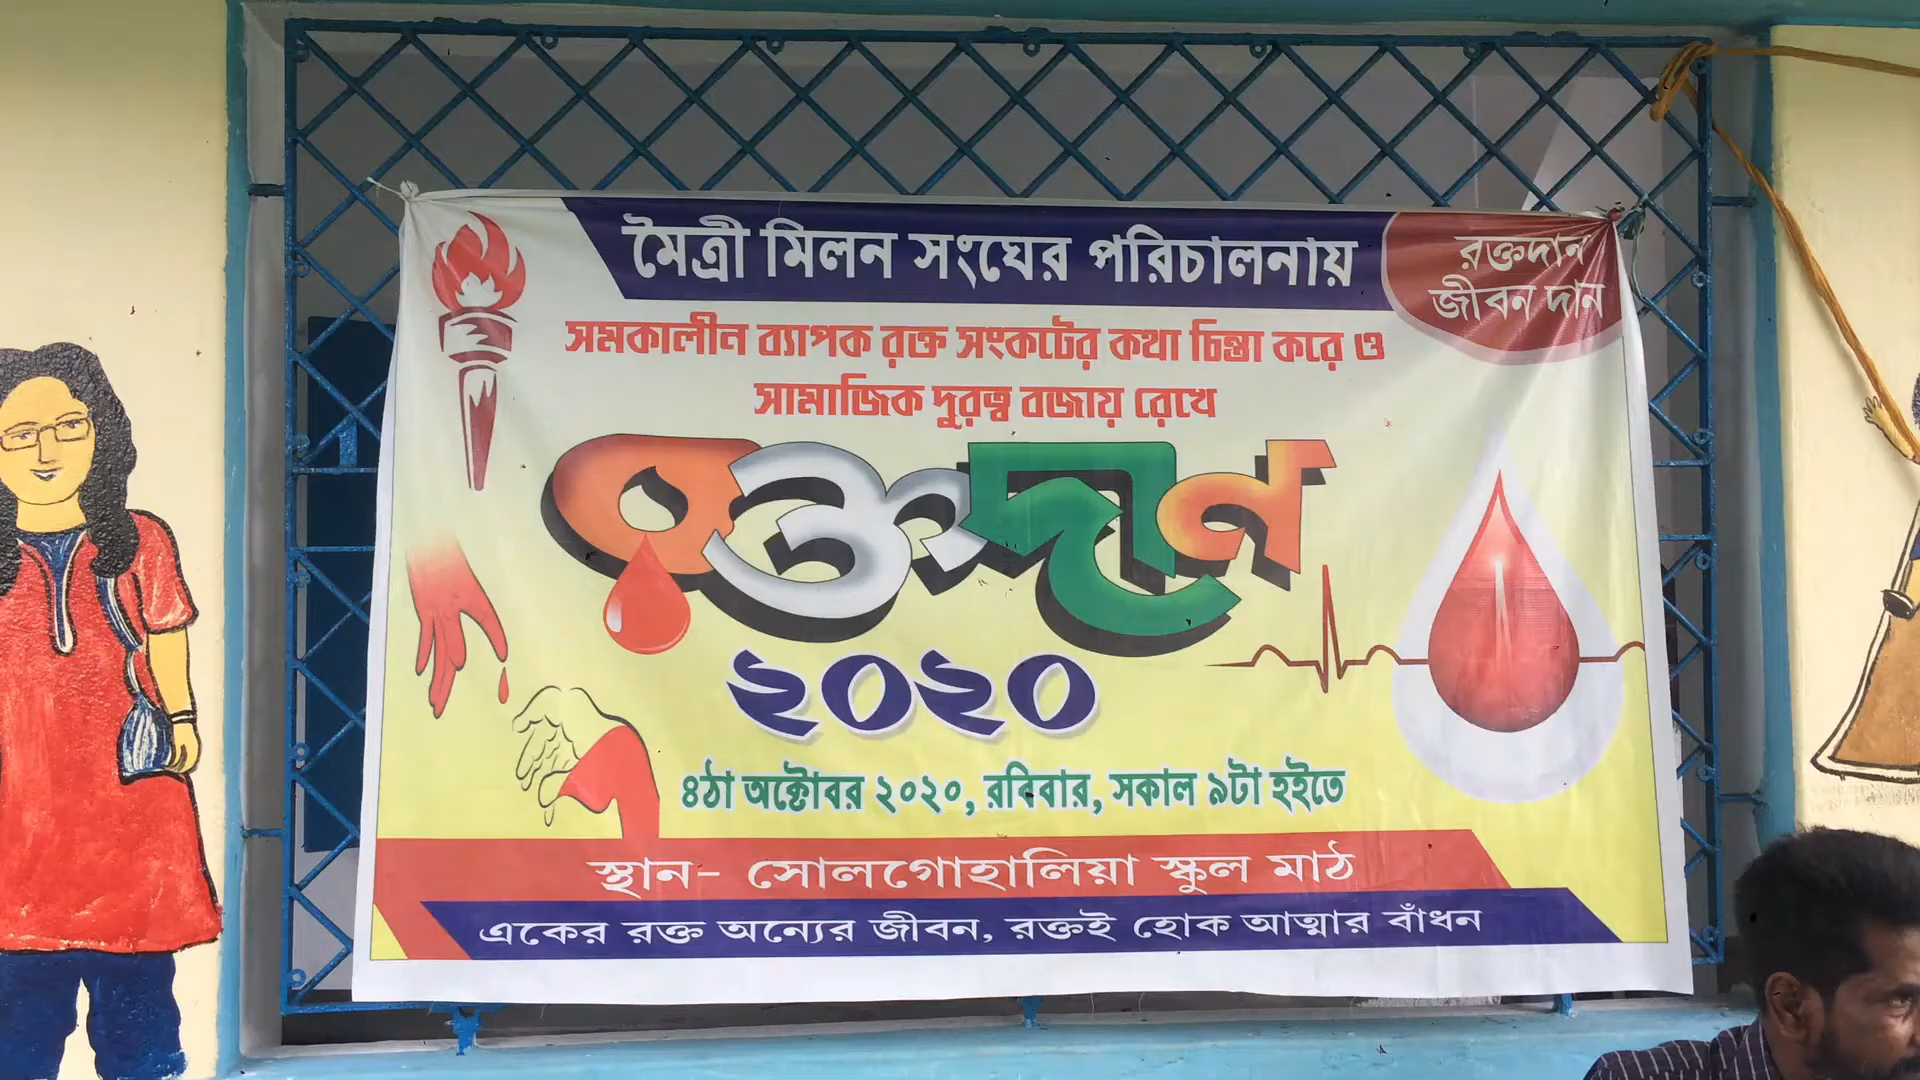 মৈত্রী মিলন সংঘের পরিচালনায়
রক্তদান
জীবন দান
সমকালীন ব্যাপক রক্ত সংকটের কথা চিন্তা করে ও
সামাজিক দুরত্ব বজায় রেখে
রক্তদান
২০২০
৪ঠা অক্টোবর ২০২০, রবিবার, সকাল ৯টা হইতে
স্থান- সোলগোহালিয়া স্কুল মাঠ
একের রক্ত অন্যের জীবন, রক্তই হোক আত্মার বাঁধন